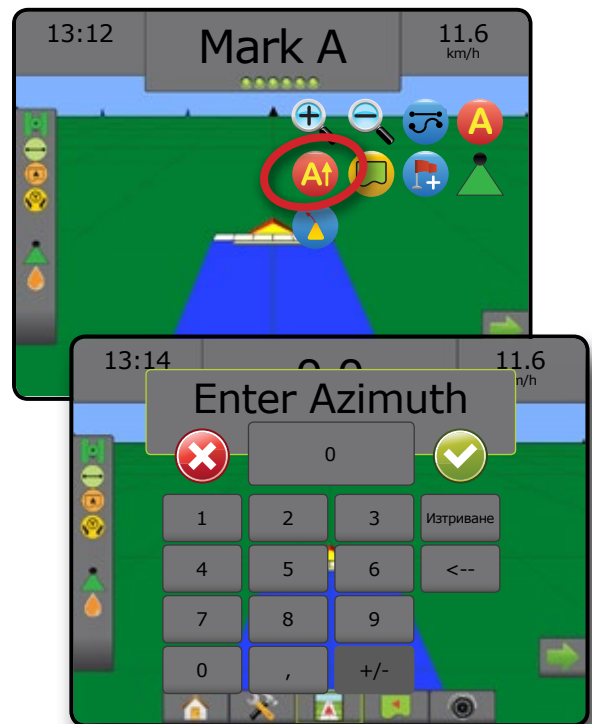 13:12 Mark A 11.6
km/h
A
A
13:14 11.6
Enter Azimuth
0
1 2 3 Изтриване
4 5 6 <--
7 8 9
0 , +/-